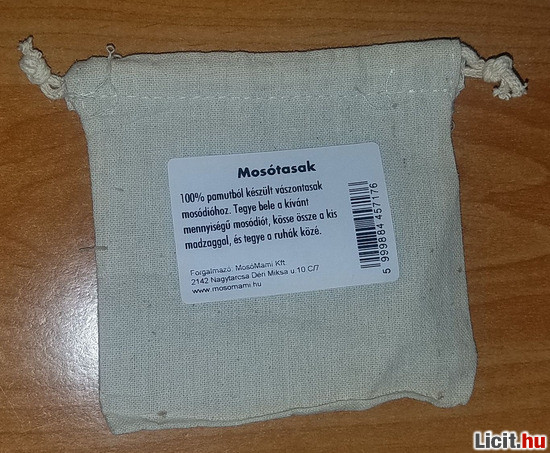 Mosótasak
100% pamutból készült vászontasak
mosódióhoz. Tegye bele a kívánt
mennyiségű mosódiót, kösse össze a kis
madzaggal, és tegye a ruhák közé.
Forgalmazó: MosóMami Kft.
2142 Nagytarcsa Déri Miksa u.10.C/7
www.mosomami.hu
5 999884 457176
Licit.hu